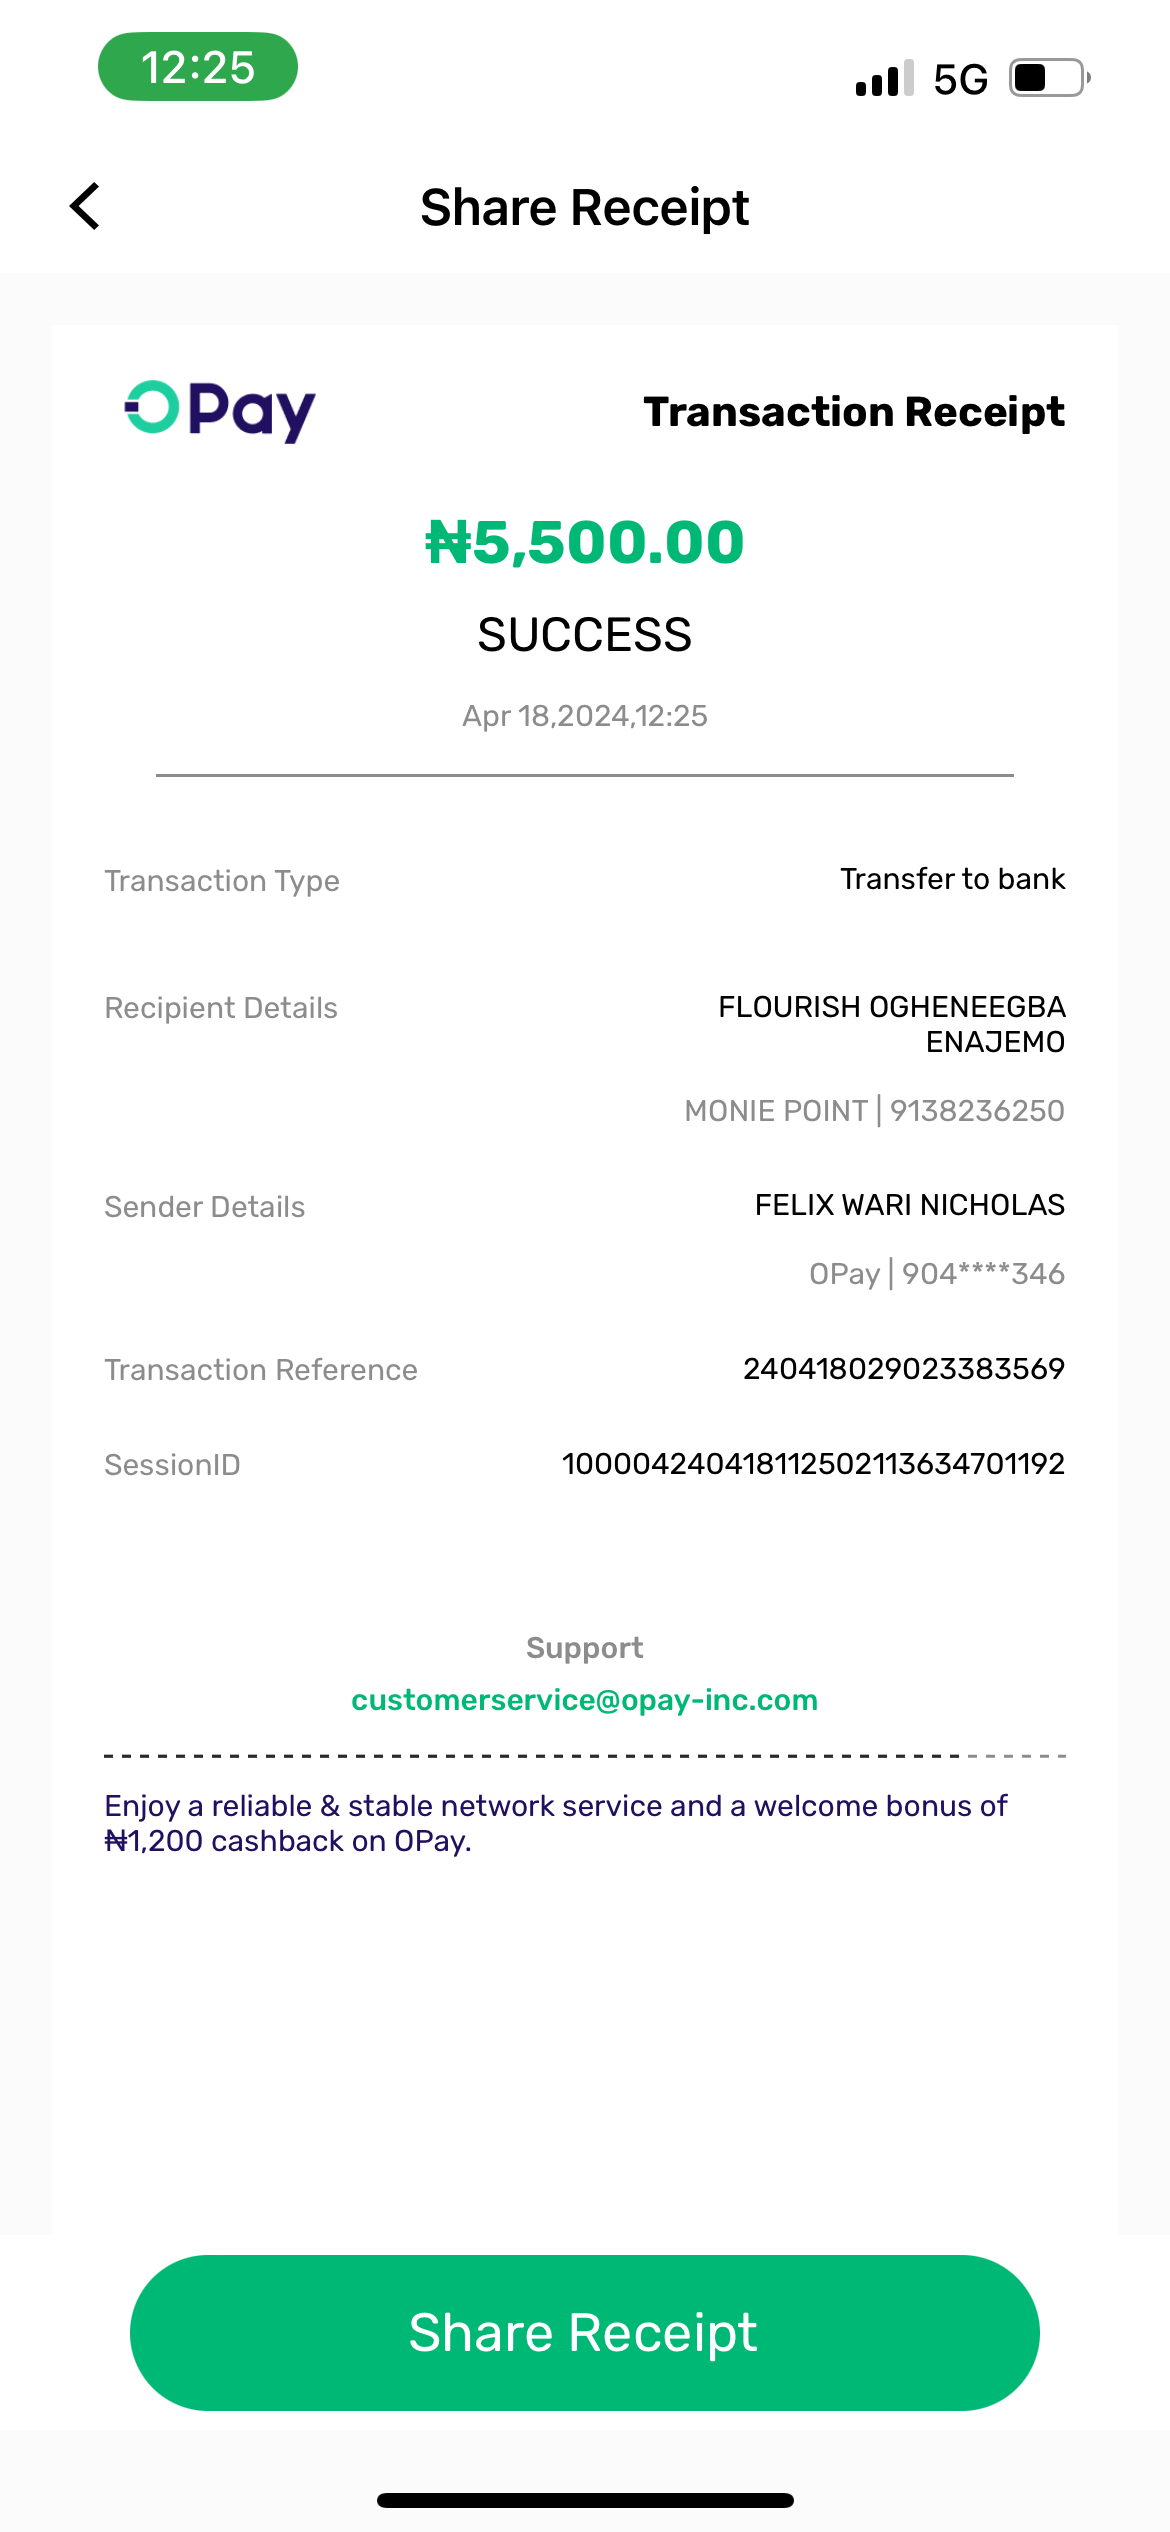 12:25
5G
Share Receipt
OPay
Transaction Receipt
₦5,500.00
SUCCESS
Apr 18,2024,12:25
Transaction Type
Transfer to bank
Recipient Details
FLOURISH OGHENEEGBA
ENAJEMO
MONIE POINT | 9138236250
Sender Details
FELIX WARI NICHOLAS
OPay | 904****346
Transaction Reference
240418029023383569
SessionID
100004240418112502113634701192
Support
customerservice@opay-inc.com
Enjoy a reliable & stable network service and a welcome bonus of
₦1,200 cashback on OPay.
Share Receipt